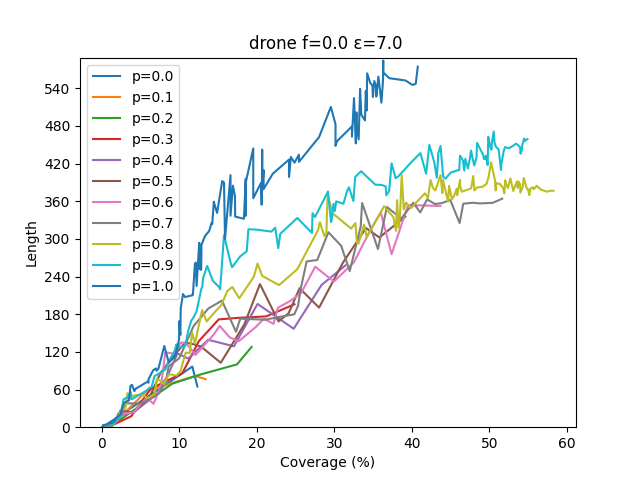 drone f=0.0 ε=7.0
Length
540
480
420
360
300
240
180
120
60
0
p=0.0
p=0.1
p=0.2
p=0.3
p=0.4
p=0.5
p=0.6
p=0.7
p=0.8
p=0.9
p=1.0
0 10 20 30 40 50 60
Coverage (%)